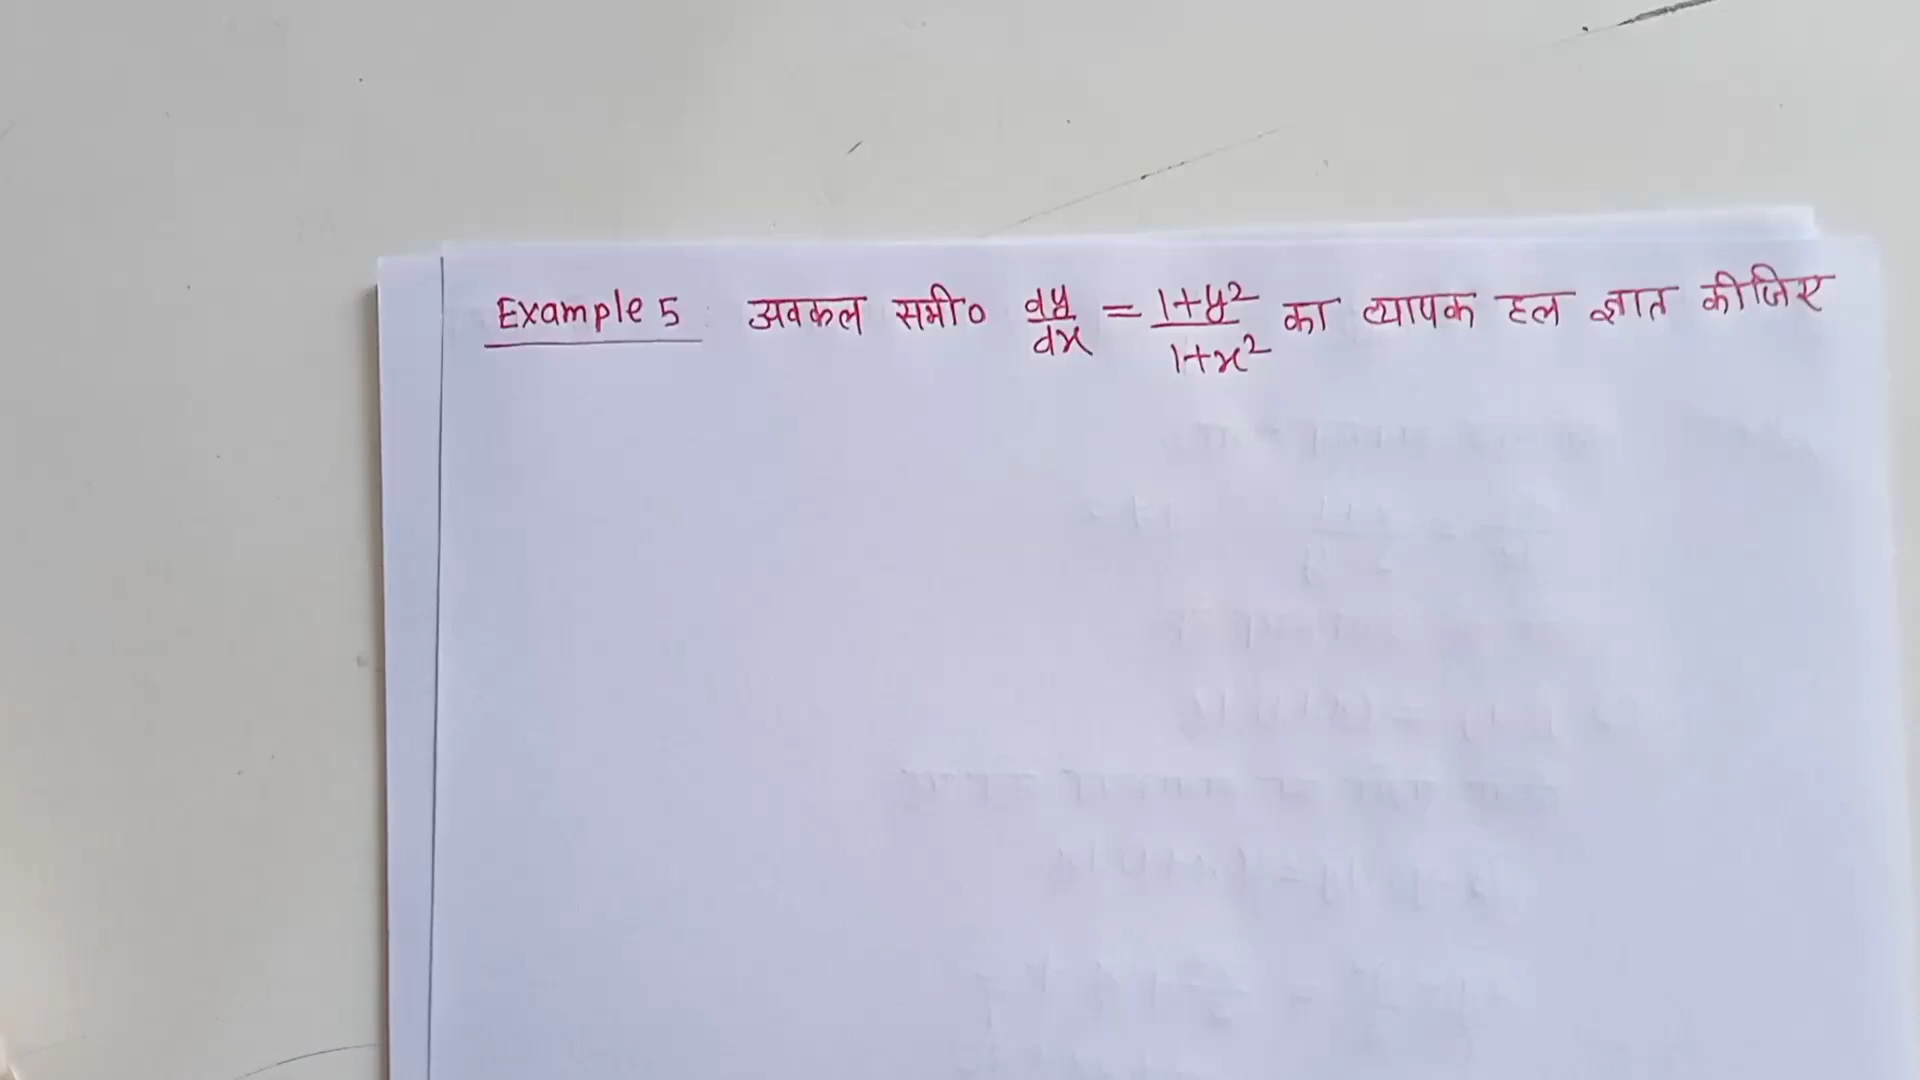 Example 5 अवकल समी० dy/dx = 1+y²/1+x² का व्यापक हल ज्ञात कीजिए